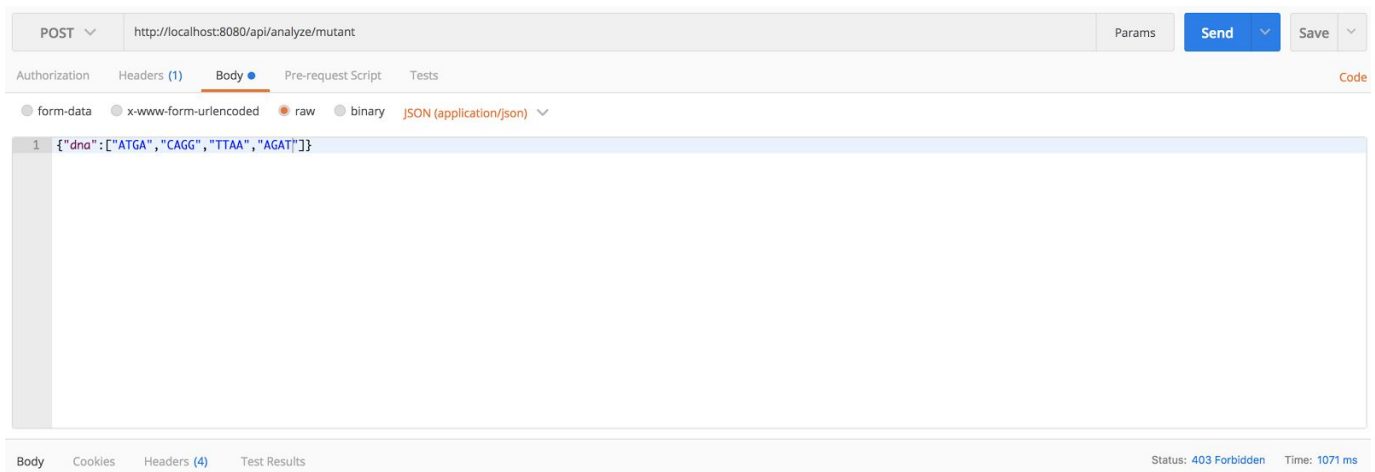 POST http://localhost:8080/api/analyze/mutant Params Send Save
Authorization Headers (1) Body Pre-request Script Tests Code
form-data x-www-form-urlencoded raw binary JSON (application/json)
1 {"dna":["ATGA","CAGG","TTAA","AGAT"]}
Body Cookies Headers (4) Test Results Status: 403 Forbidden Time: 1071 ms